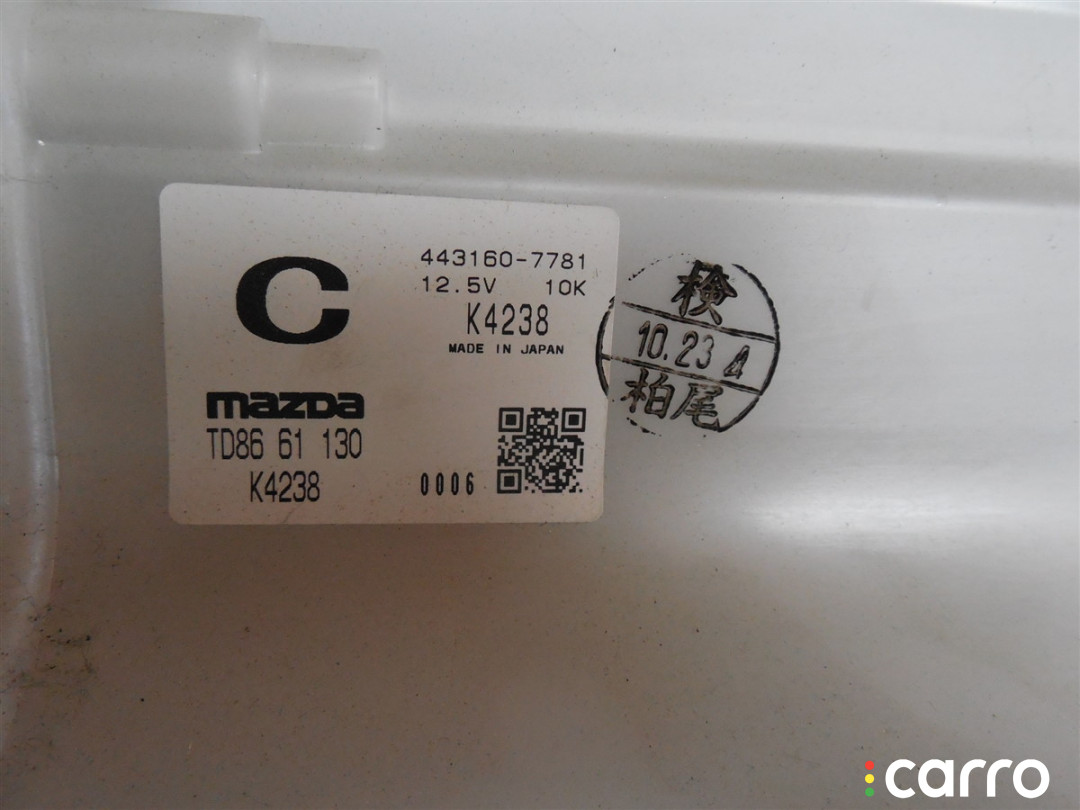 C
443160-7781
12.5V 10K
K4238
MADE IN JAPAN
mazda
TD86 61 130
K4238
0006
検
10.23 4
柏尾
carro